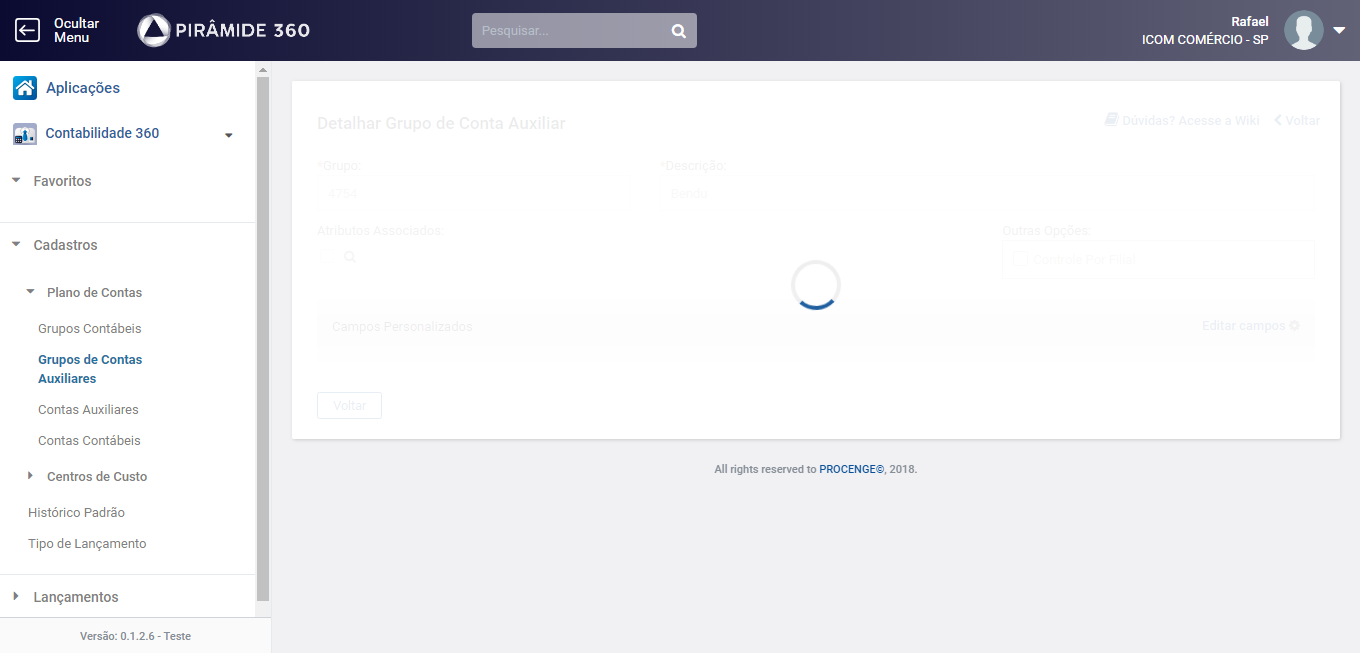 Ocultar
Menu
PIRÂMIDE 360
Pesquisar...
Rafael
ICOM COMÉRCIO - SP
Aplicações
Contabilidade 360
Favoritos
Cadastros
Plano de Contas
Grupos Contábeis
Grupos de Contas
Auxiliares
Contas Auxiliares
Contas Contábeis
Centros de Custo
Histórico Padrão
Tipo de Lançamento
Lançamentos
Versão: 0.1.2.6 - Teste
Detalhar Grupo de Conta Auxiliar
Dúvidas? Acesse a Wiki
Voltar
*Grupo:
*Descrição:
Atributos Associados:
Outras Opções:
Controle Por Filial
Campos Personalizados
Editar campos
Voltar
All rights reserved to PROCENGE©, 2018.